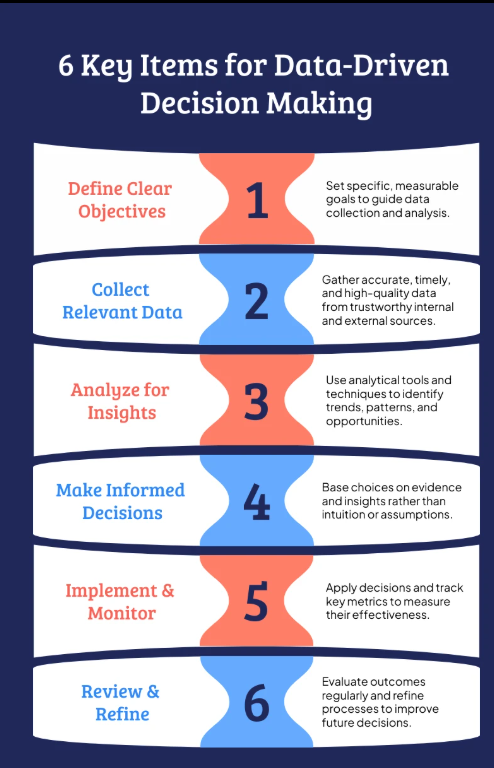 6 Key Items for Data-Driven
Decision Making
Define Clear
Objectives
1
Set specific, measurable
goals to guide data
collection and analysis.
Collect
Relevant Data
2
Gather accurate, timely,
and high-quality data
from trustworthy internal
and external sources.
Analyze for
Insights
3
Use analytical tools and
techniques to identify
trends, patterns, and
opportunities.
Make Informed
Decisions
4
Base choices on evidence
and insights rather than
intuition or assumptions.
Implement &
Monitor
5
Apply decisions and track
key metrics to measure
their effectiveness.
Review &
Refine
6
Evaluate outcomes
regularly and refine
processes to improve
future decisions.